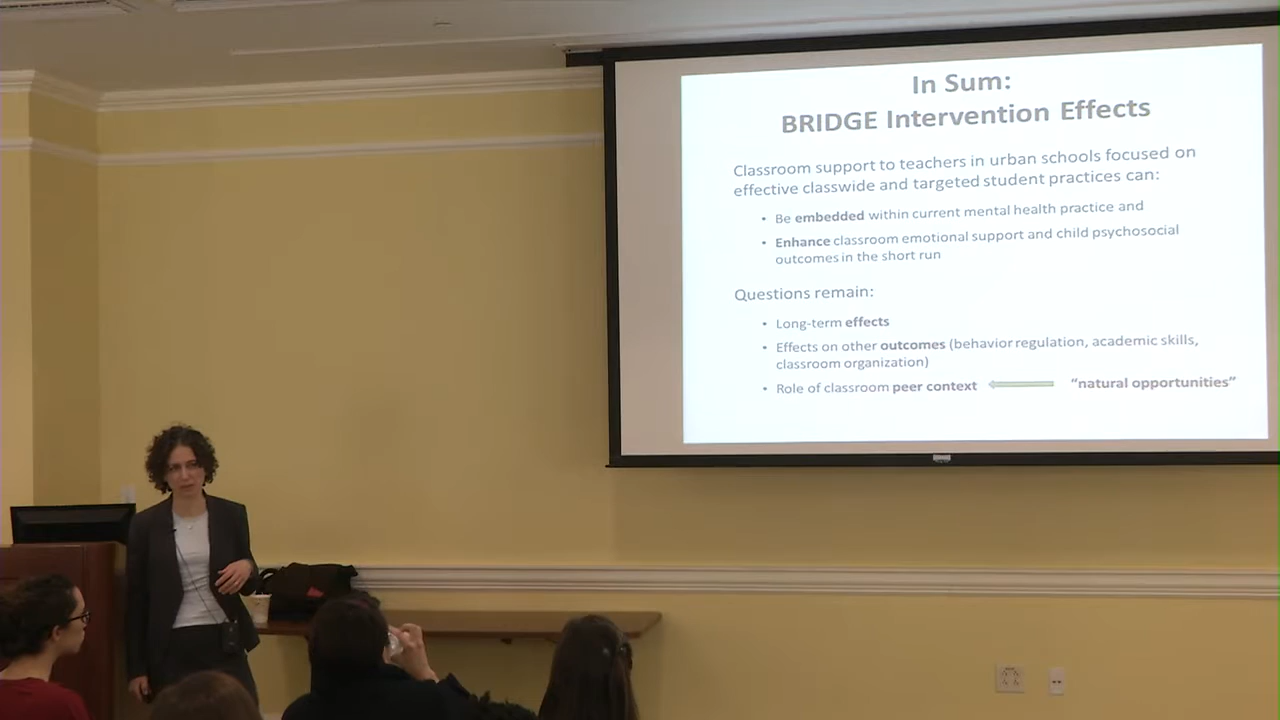 In Sum:
BRIDGE Intervention Effects
Classroom support to teachers in urban schools focused on
effective classwide and targeted student practices can:
• Be embedded within current mental health practice and
• Enhance classroom emotional support and child psychosocial
outcomes in the short run
Questions remain:
• Long-term effects
• Effects on other outcomes (behavior regulation, academic skills,
classroom organization)
• Role of classroom peer context "natural opportunities"